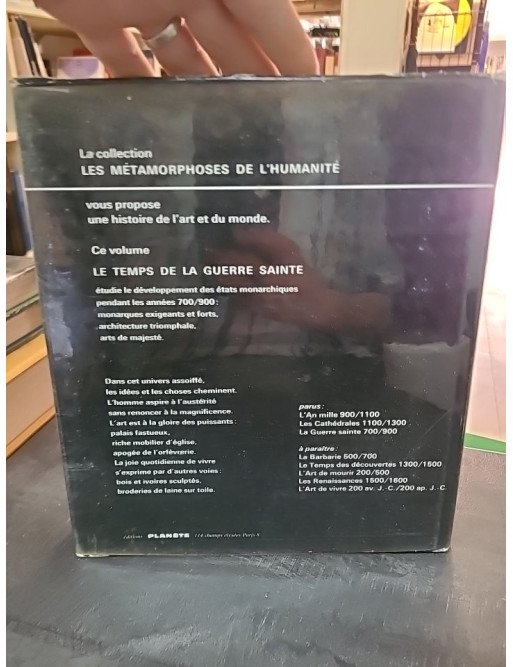 La collection
LES MÉTAMORPHOSES DE L'HUMANITÉ
vous propose
une histoire de l'art et du monde.
Ce volume
LE TEMPS DE LA GUERRE SAINTE
étudie le développement des états monarchiques
pendant les années 700/900 :
monarques exigeants et forts,
architecture triomphale,
arts de majesté.
Dans cet univers assoiffé,
les idées et les choses cheminent.
L'homme aspire à l'austérité
sans renoncer à la magnificence.
L'art est à la gloire des puissants :
palais fastueux,
riche mobilier d'église,
apogée de l'orfèvrerie.
La joie quotidienne de vivre
s'exprime par d'autres voies :
bois et ivoires sculptés,
broderies de laine sur toile.
parus :
L'An mille 900/1100
Les Cathédrales 1100/1300
La Guerre sainte 700/900
à paraître :
La Barbarie 500/700
Le Temps des découvertes 1300/1500
L'Art de mourir 200/500
Les Renaissances 1500/1600
L'Art de vivre 200 av. J.-C./200 ap. J.-C.
éditions PLANÈTE 114 champs élysées Paris 8